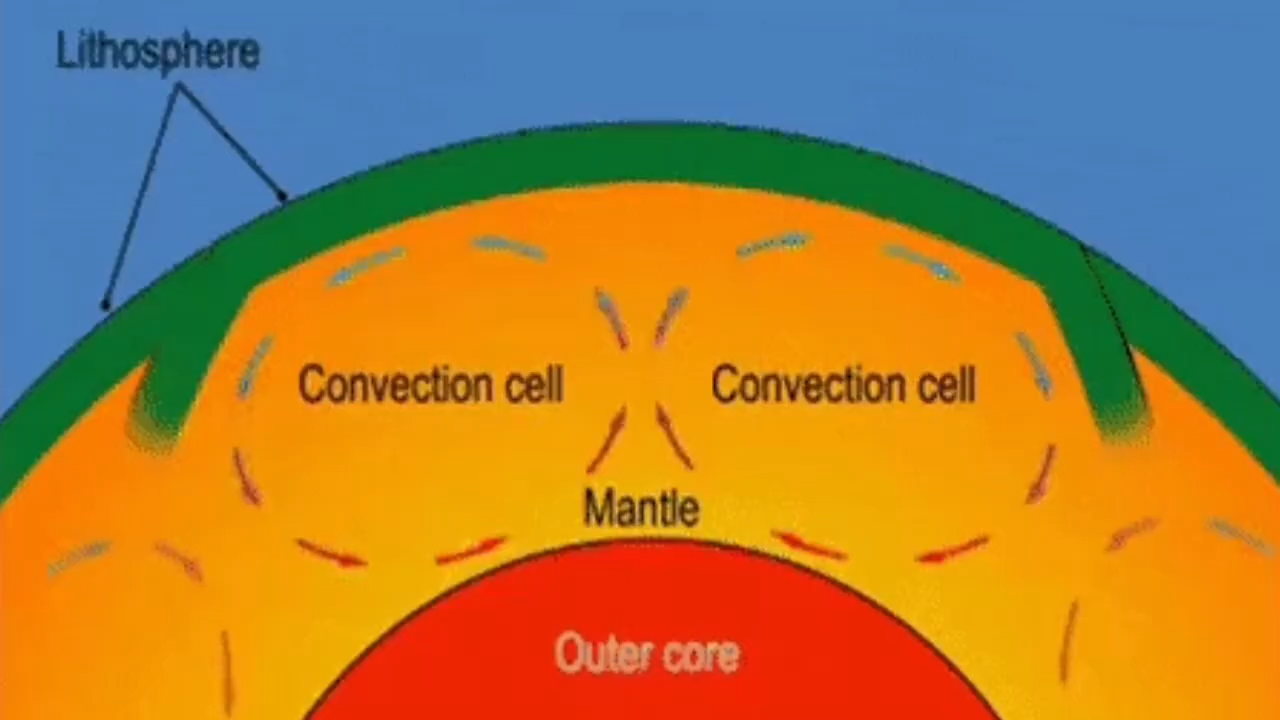 Lithosphere
Convection cell
Convection cell
Mantle
Outer core